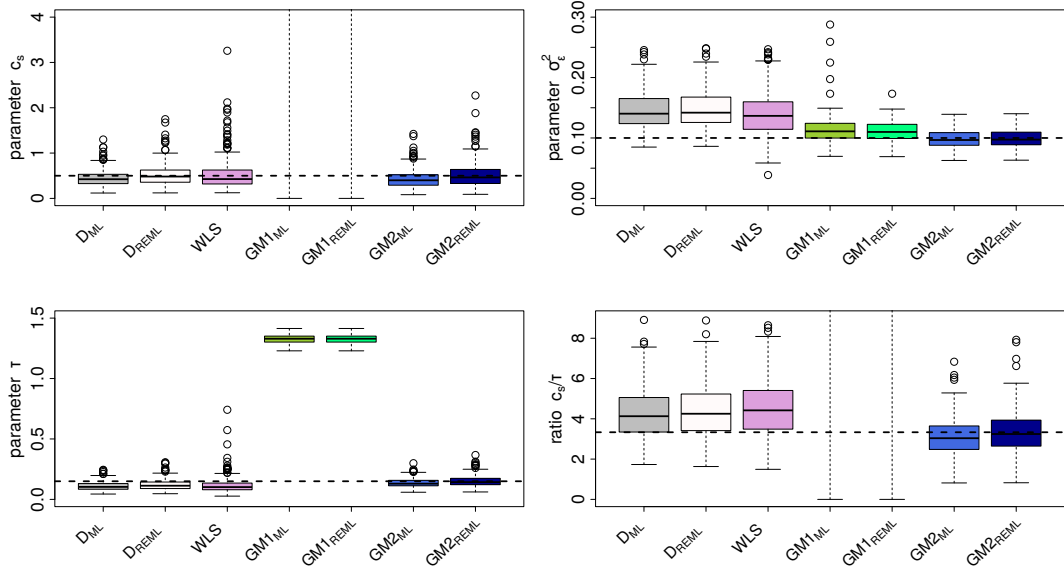 parameter c_s
4
3
2
1
0
D_ML
D_REML
WLS
GM1_ML
GM1_REML
GM2_ML
GM2_REML
parameter σ_ε^2
0.30
0.20
0.10
0.00
D_ML
D_REML
WLS
GM1_ML
GM1_REML
GM2_ML
GM2_REML
parameter τ
1.5
1.0
0.5
0.0
D_ML
D_REML
WLS
GM1_ML
GM1_REML
GM2_ML
GM2_REML
ratio c_s/τ
8
6
4
2
0
D_ML
D_REML
WLS
GM1_ML
GM1_REML
GM2_ML
GM2_REML